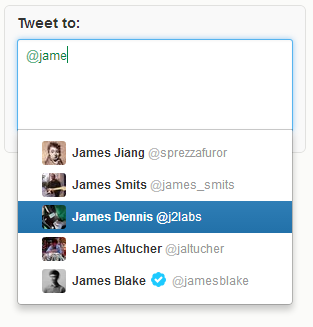 Tweet to:
@jame
James Jiang @sprezzafuror
James Smits @james_smits
James Dennis @j2labs
James Altucher @jaltucher
James Blake @jamesblake